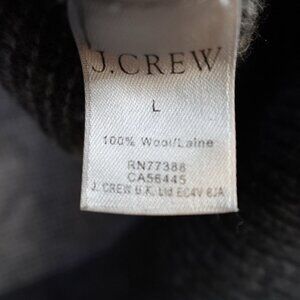 J.CREW
L
100% Wool/Laine
RN77388
CA56445
J. CREW U.K. Ltd EC4V 6JA